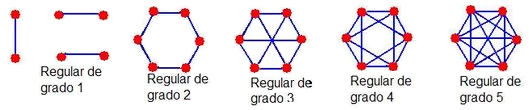 Regular de
grado 1
Regular de
grado 2
Regular de
grado 3
Regular de
grado 4
Regular de
grado 5